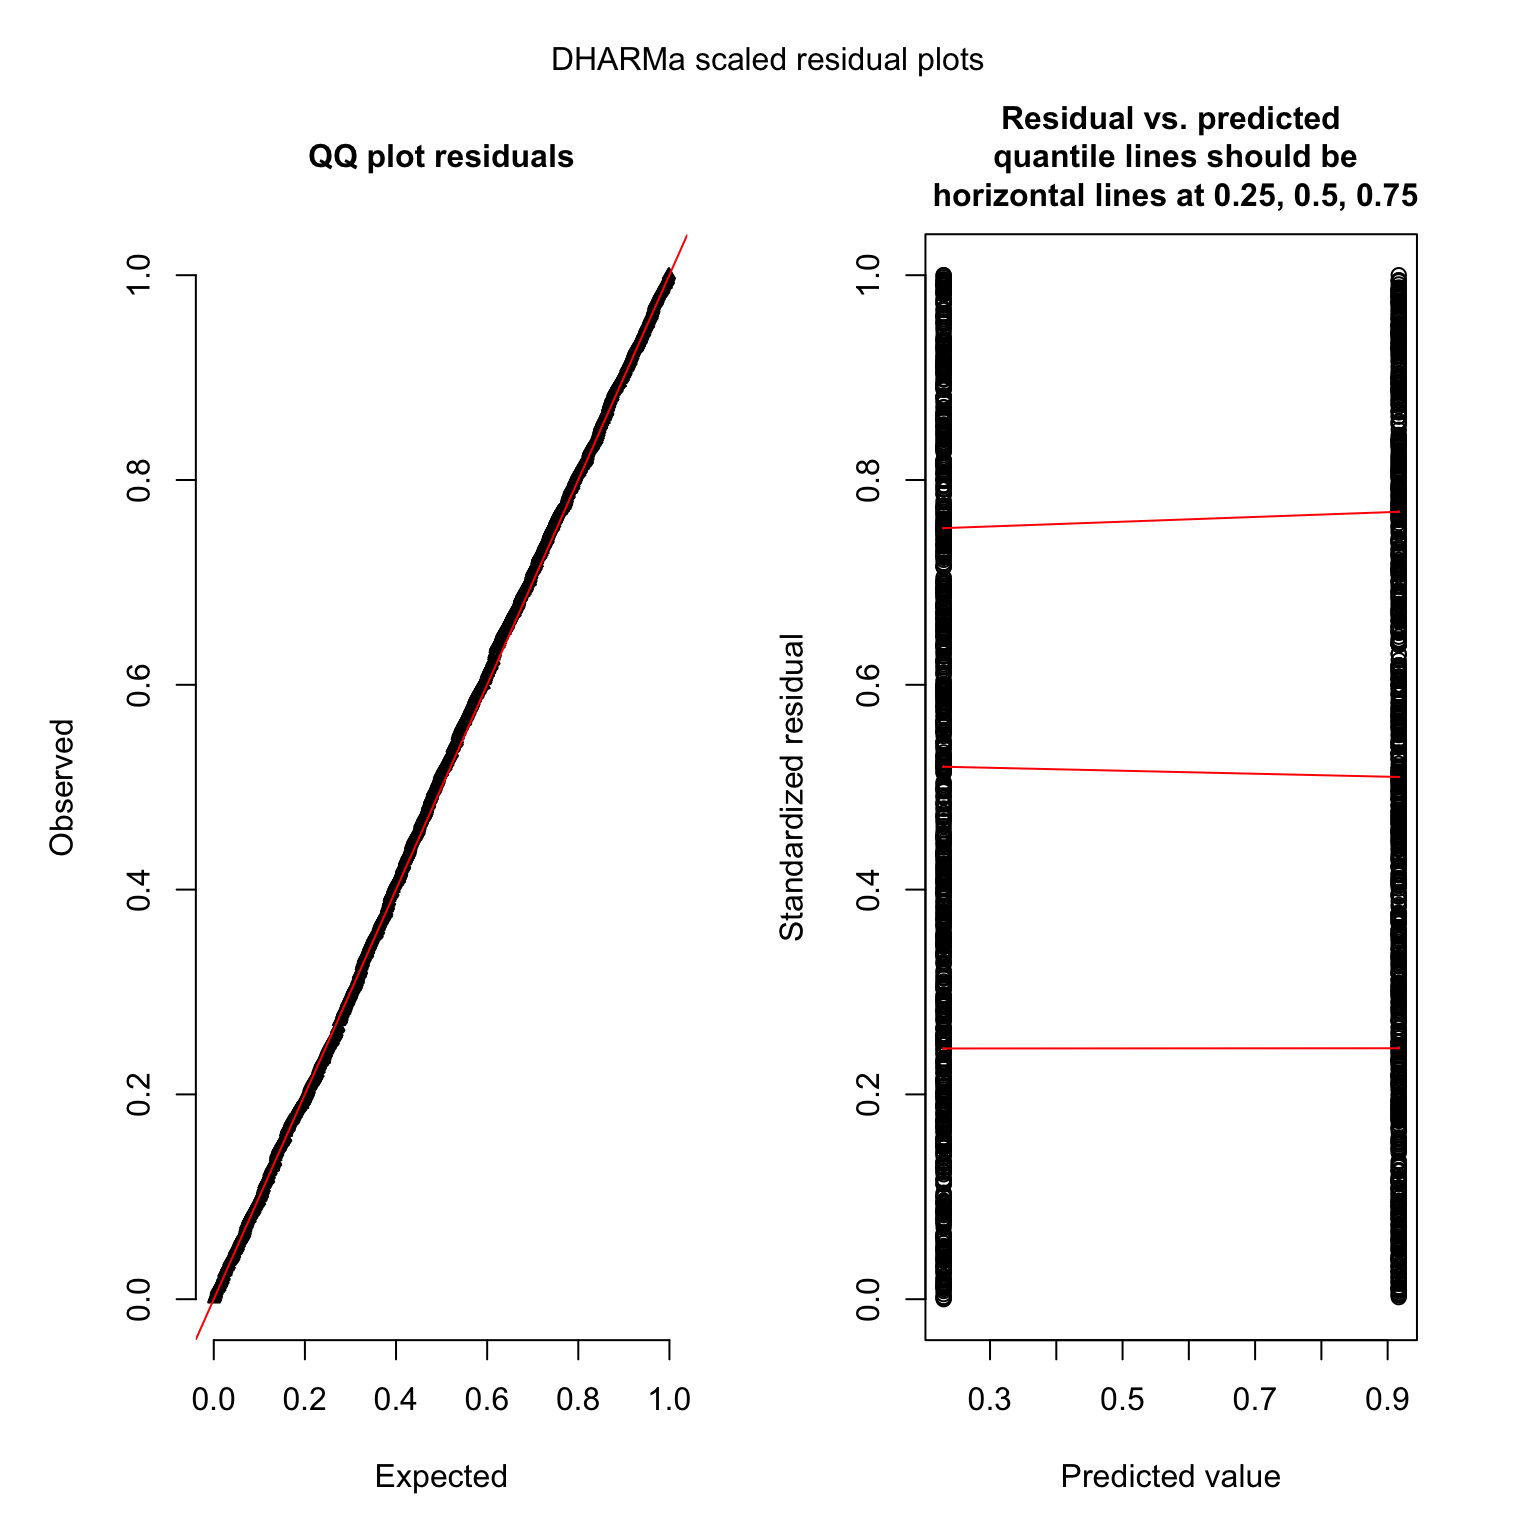 DHARMa scaled residual plots
QQ plot residuals
Observed
1.0
0.8
0.6
0.4
0.2
0.0
0.0 0.2 0.4 0.6 0.8 1.0
Expected
Residual vs. predicted
quantile lines should be
horizontal lines at 0.25, 0.5, 0.75
Standardized residual
1.0
0.8
0.6
0.4
0.2
0.0
0.3 0.5 0.7 0.9
Predicted value